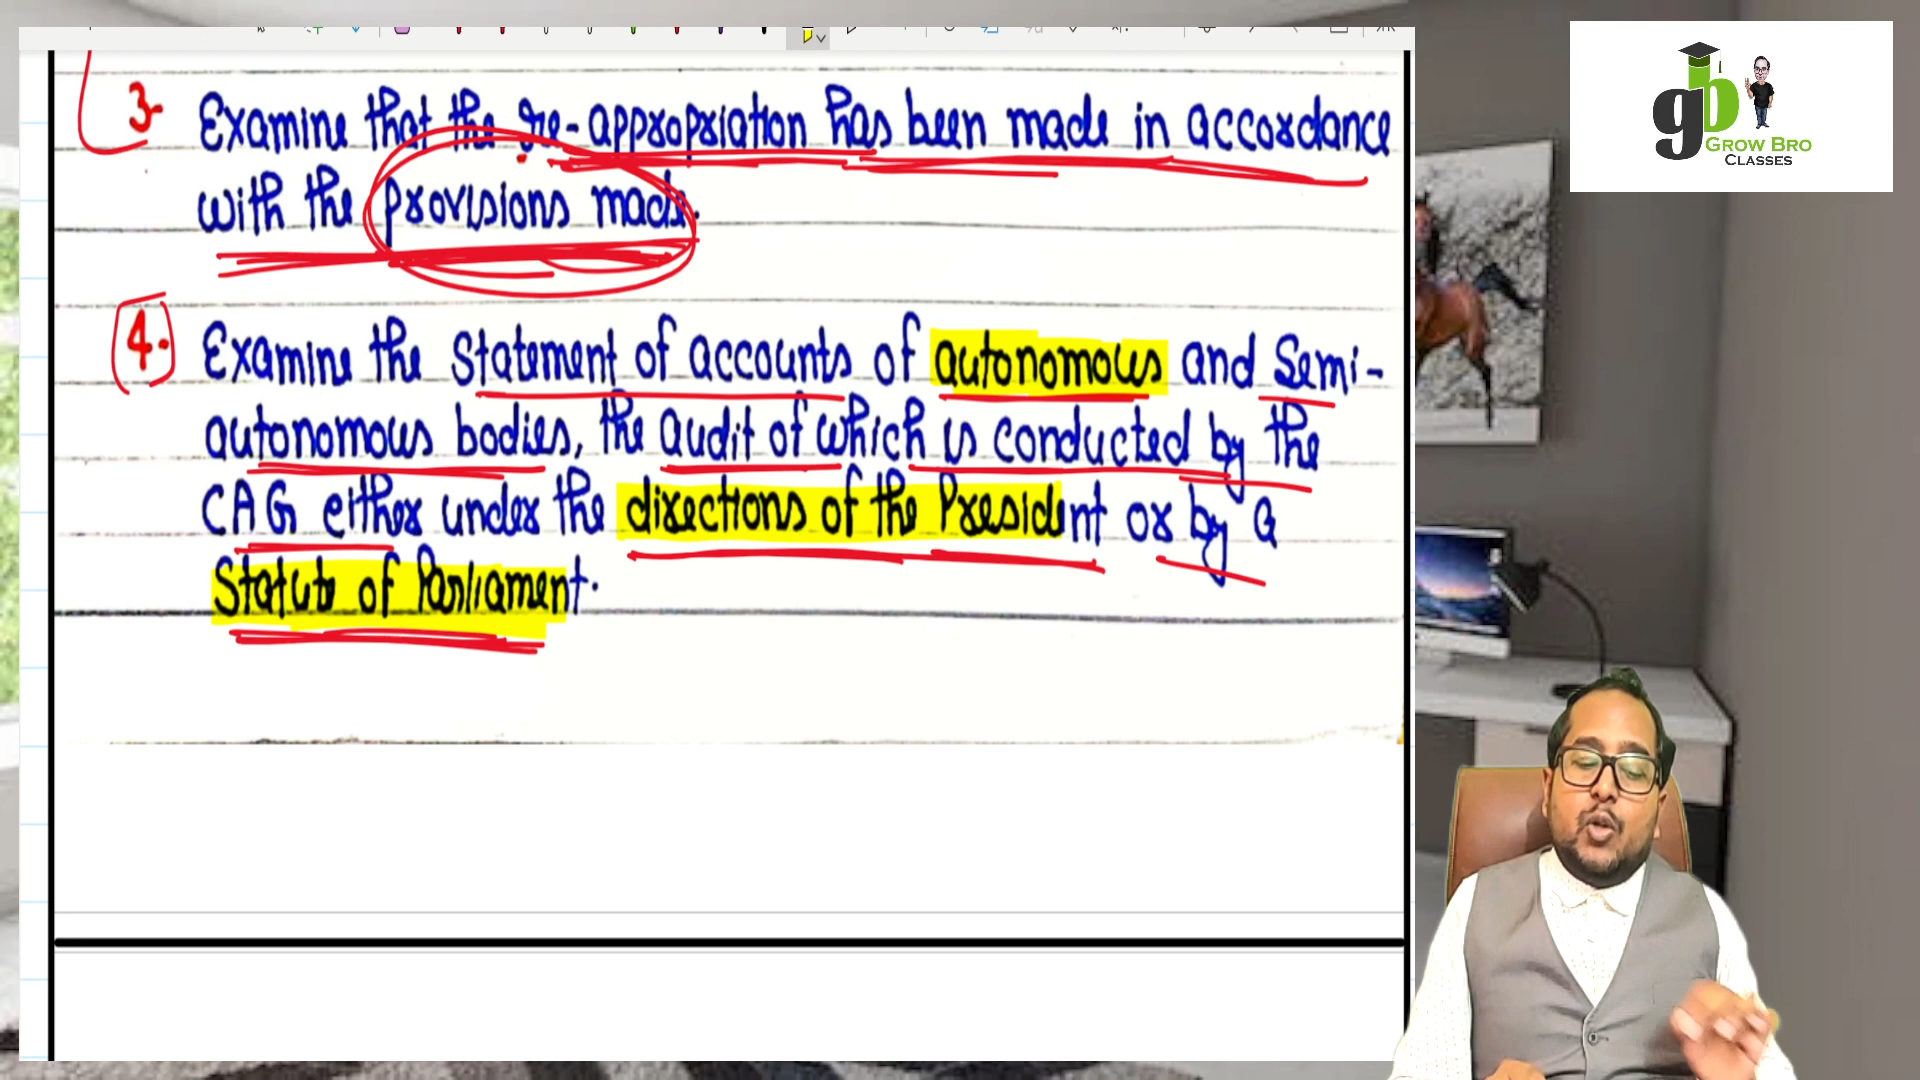 3. Examine that the re-appropriation has been made in accordance
with the provisions made.
4. Examine the statement of accounts of autonomous and Semi-
autonomous bodies, the audit of which is conducted by the
CAG either under the directions of the President or by a
Statute of Parliament.
gb
GROW BRO
CLASSES